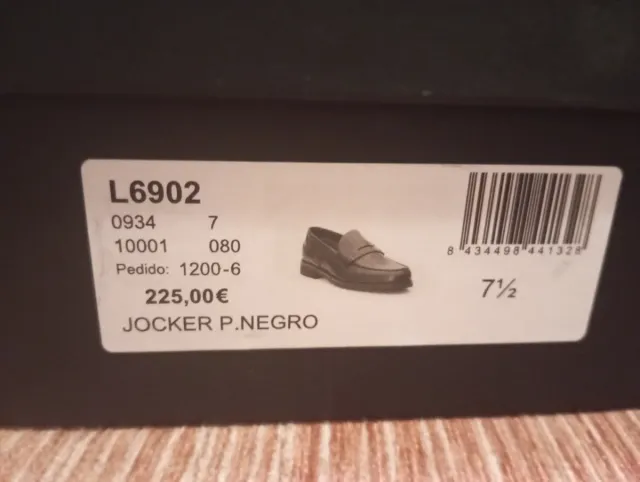 L6902
0934 7
10001 080
Pedido: 1200-6
225,00€
JOCKER P.NEGRO
8 434498 441328
7½